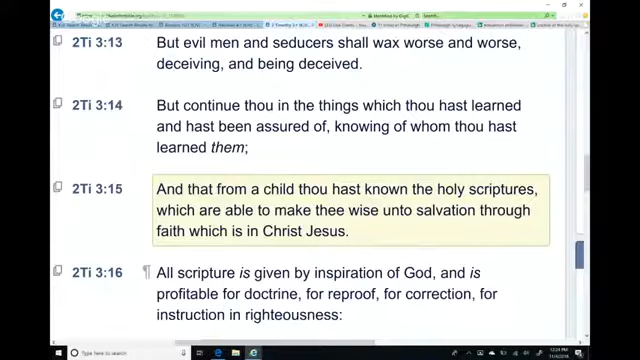 2Ti 3:13
But evil men and seducers shall wax worse and worse,
deceiving, and being deceived.
2Ti 3:14
But continue thou in the things which thou hast learned
and hast been assured of, knowing of whom thou hast
learned them;
2Ti 3:15
And that from a child thou hast known the holy scriptures,
which are able to make thee wise unto salvation through
faith which is in Christ Jesus.
2Ti 3:16
¶ All scripture is given by inspiration of God, and is
profitable for doctrine, for reproof, for correction, for
instruction in righteousness:
Type here to search
12:24 PM